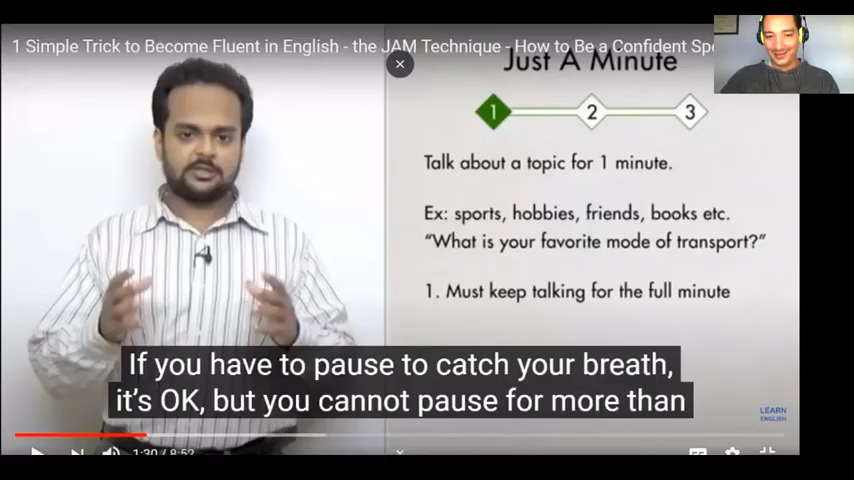 1 Simple Trick to Become Fluent in English - the JAM Technique - How to Be a Confident
Just A Minute
1 2 3
Talk about a topic for 1 minute.
Ex: sports, hobbies, friends, books etc.
“What is your favorite mode of transport?”
1. Must keep talking for the full minute
If you have to pause to catch your breath,
it's OK, but you cannot pause for more than
LEARN
ENGLISH
1:30 / 8:52